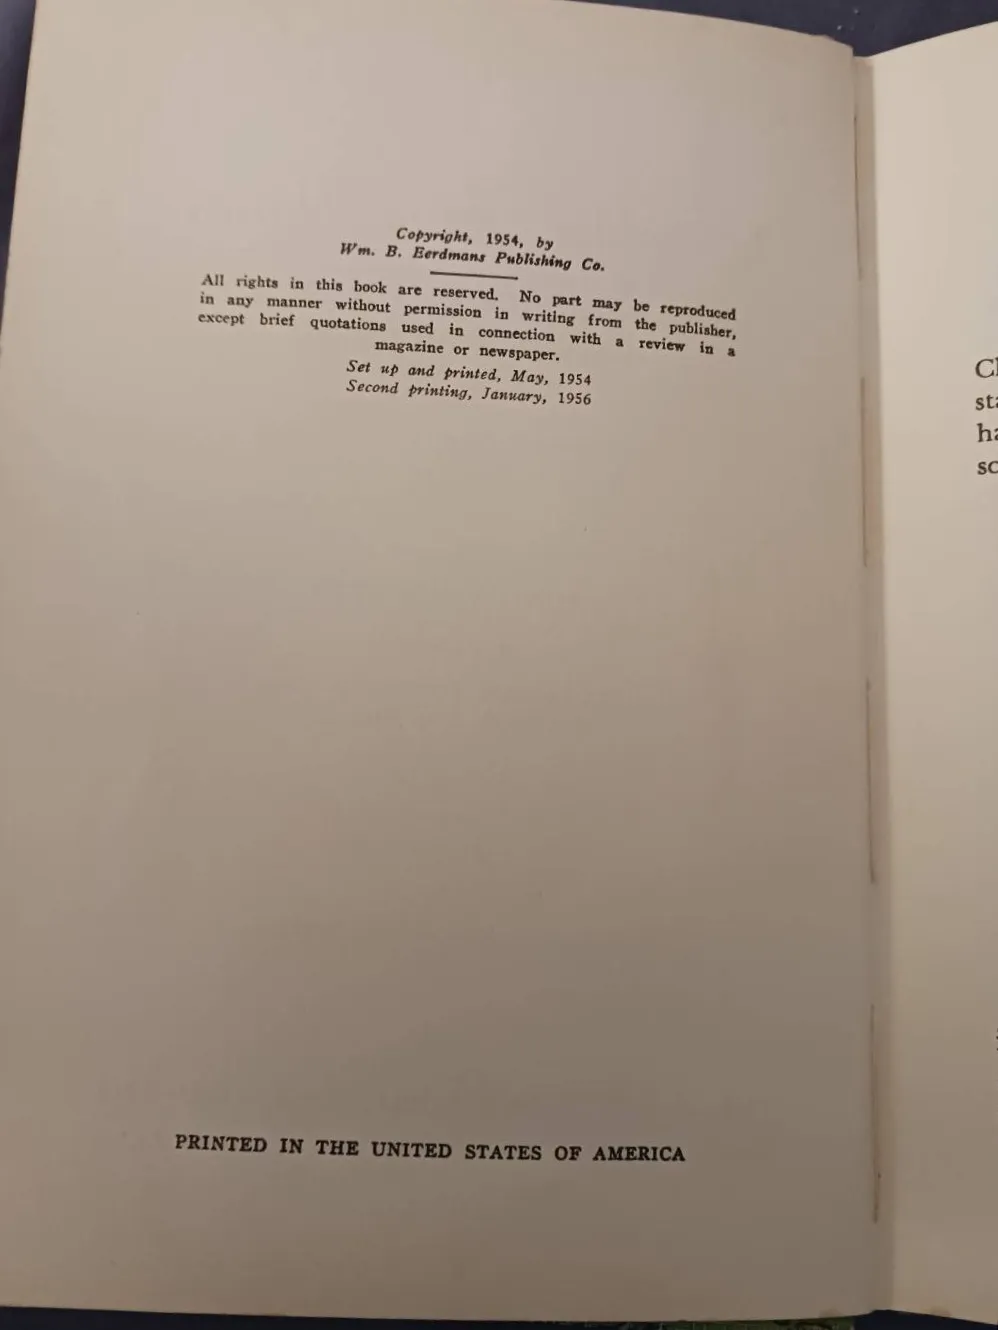 Copyright, 1954, by
Wm. B. Eerdmans Publishing Co.
All rights in this book are reserved. No part may be reproduced
in any manner without permission in writing from the publisher,
except brief quotations used in connection with a review in a
magazine or newspaper.
Set up and printed, May, 1954
Second printing, January, 1956
PRINTED IN THE UNITED STATES OF AMERICA